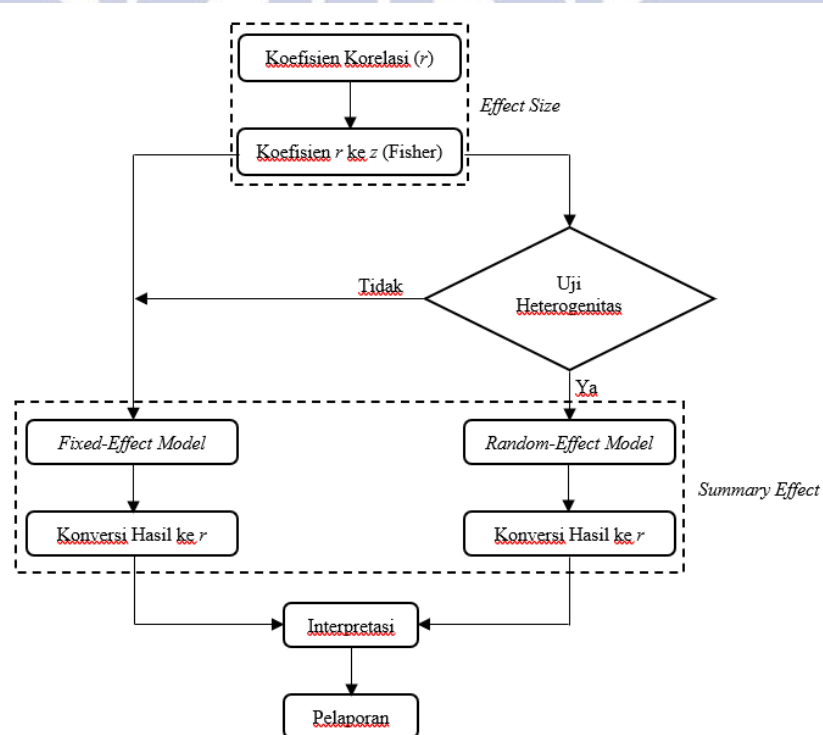 Koefisien Korelasi (r)
Effect Size
Koefisien r ke z (Fisher)
Uji
Heterogenitas
Tidak
Ya
Fixed-Effect Model
Random-Effect Model
Summary Effect
Konversi Hasil ke r
Konversi Hasil ke r
Interpretasi
Pelaporan